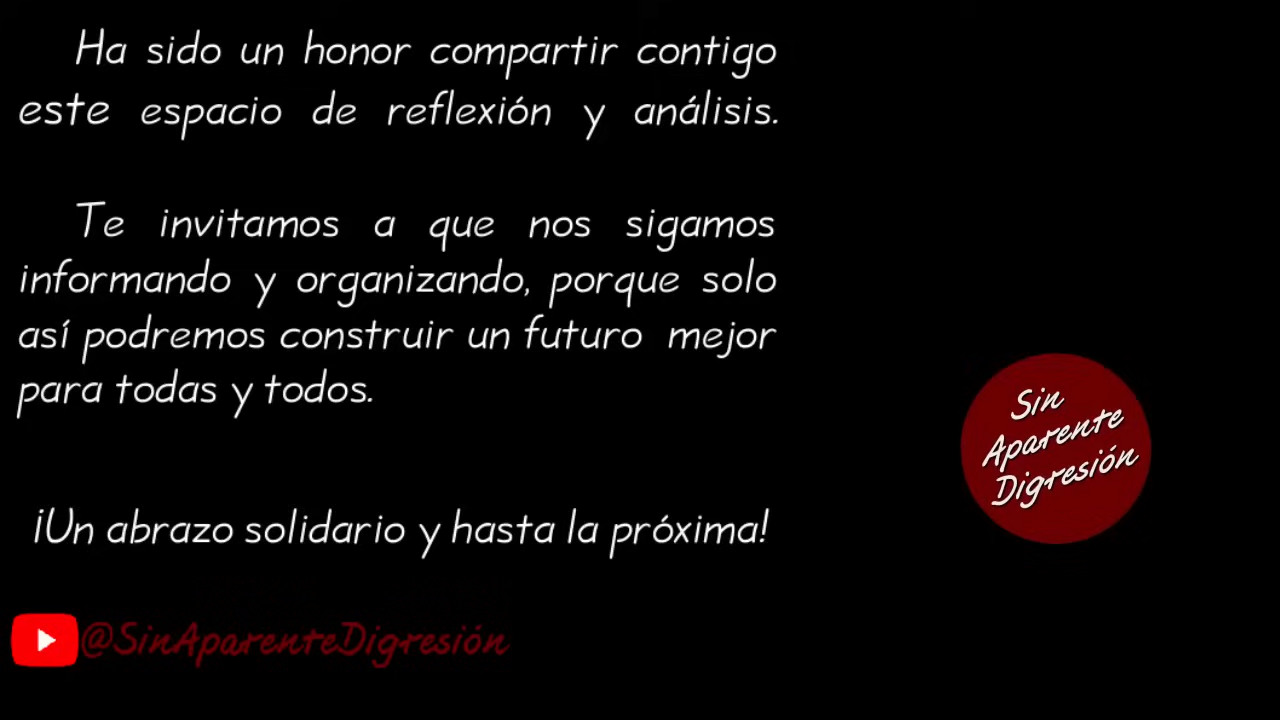 Ha sido un honor compartir contigo
este espacio de reflexión y análisis.
Te invitamos a que nos sigamos
informando y organizando, porque solo
así podremos construir un futuro mejor
para todas y todos.
¡Un abrazo solidario y hasta la próxima!
Sin
Aparente
Digresión
@SinAparenteDigresión